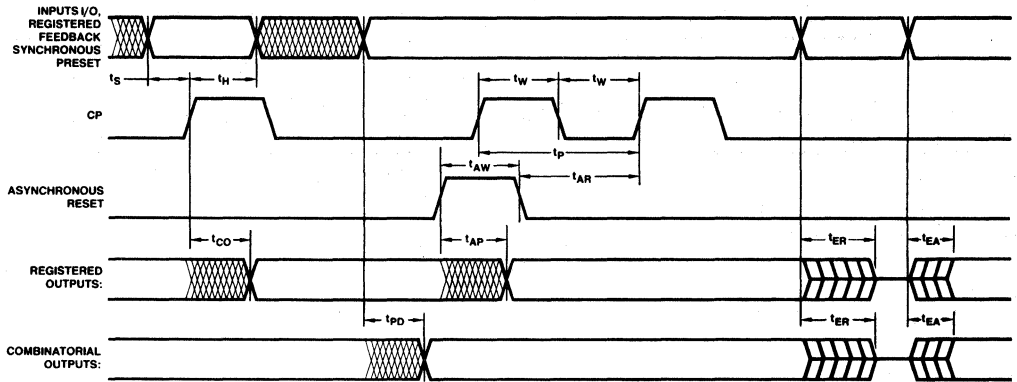 INPUTS I/O,
REGISTERED
FEEDBACK
SYNCHRONOUS
PRESET
tS
tH
tW
tW
CP
tP
tAW
tAR
ASYNCHRONOUS
RESET
tCO
tAP
tER
tEA
REGISTERED
OUTPUTS:
tPD
tER
tEA
COMBINATORIAL
OUTPUTS: